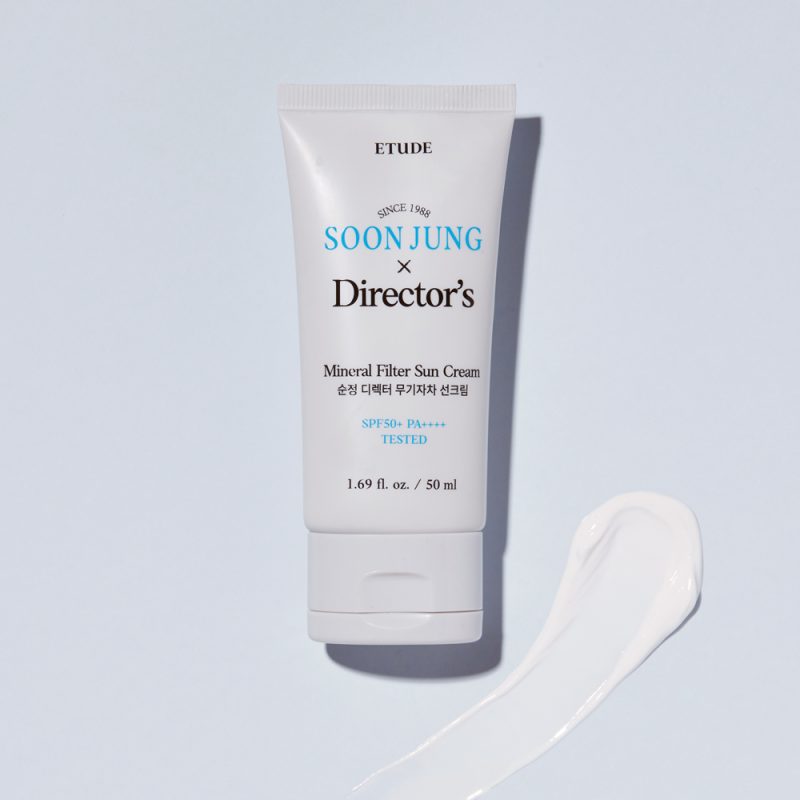 ETUDE
SINCE 1988
SOON JUNG
×
Director's
Mineral Filter Sun Cream
순정 디렉터 무기자차 선크림
SPF50+ PA++++
TESTED
1.69 fl. oz. / 50 ml